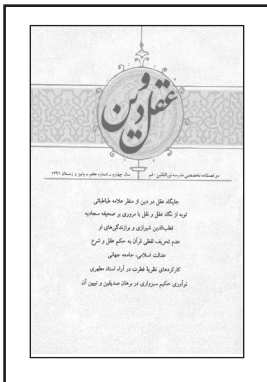 عقل و دین
دو فصلنامه تخصصی مدرسه نورالثقلین - قم
سال چهارم - شماره هفتم - پاییز و زمستان ۱۳۹۱
جایگاه عقل در دین از منظر علامه طباطبائی
توبه از نگاه عقل و نقل با مروری بر صحیفه سجادیه
قطب‌الدین شیرازی و برازندگی‌های او
عدم تحریف لفظی قرآن به حکم عقل و شرع
عدالت اسلامی، جامعه جهانی
کارکردهای نظریهٔ فطرت در آراء استاد مطهری
نوآوری حکیم سبزواری در برهان صدیقین و تبیین آن